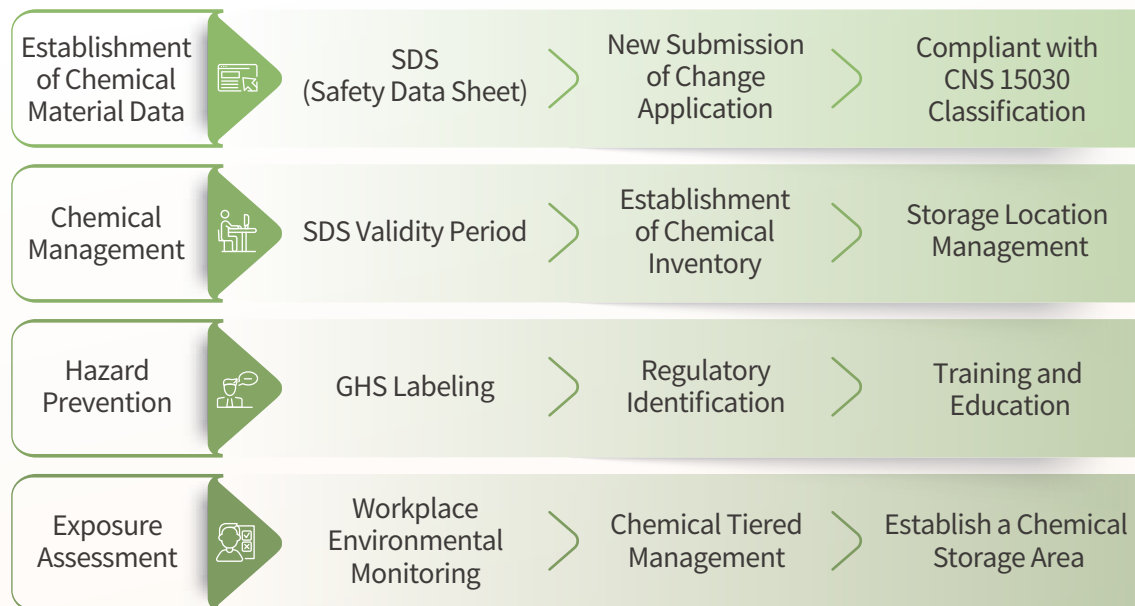 Establishment
of Chemical
Material Data
SDS
(Safety Data Sheet)
New Submission
of Change
Application
Compliant with
CNS 15030
Classification
Chemical
Management
SDS Validity Period
Establishment
of Chemical
Inventory
Storage Location
Management
Hazard
Prevention
GHS Labeling
Regulatory
Identification
Training and
Education
Exposure
Assessment
Workplace
Environmental
Monitoring
Chemical Tiered
Management
Establish a Chemical
Storage Area